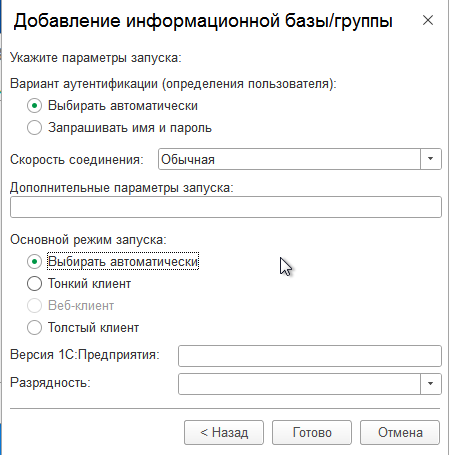 Добавление информационной базы/группы
Укажите параметры запуска:
Вариант аутентификации (определения пользователя):
Выбирать автоматически
Запрашивать имя и пароль
Скорость соединения: Обычная
Дополнительные параметры запуска:
Основной режим запуска:
Выбирать автоматически
Тонкий клиент
Веб-клиент
Толстый клиент
Версия 1С:Предприятия:
Разрядность:
< Назад Готово Отмена